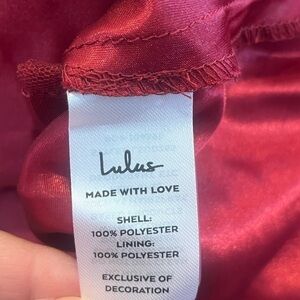 Lulus
MADE WITH LOVE
SHELL:
100% POLYESTER
LINING:
100% POLYESTER
EXCLUSIVE OF
DECORATION